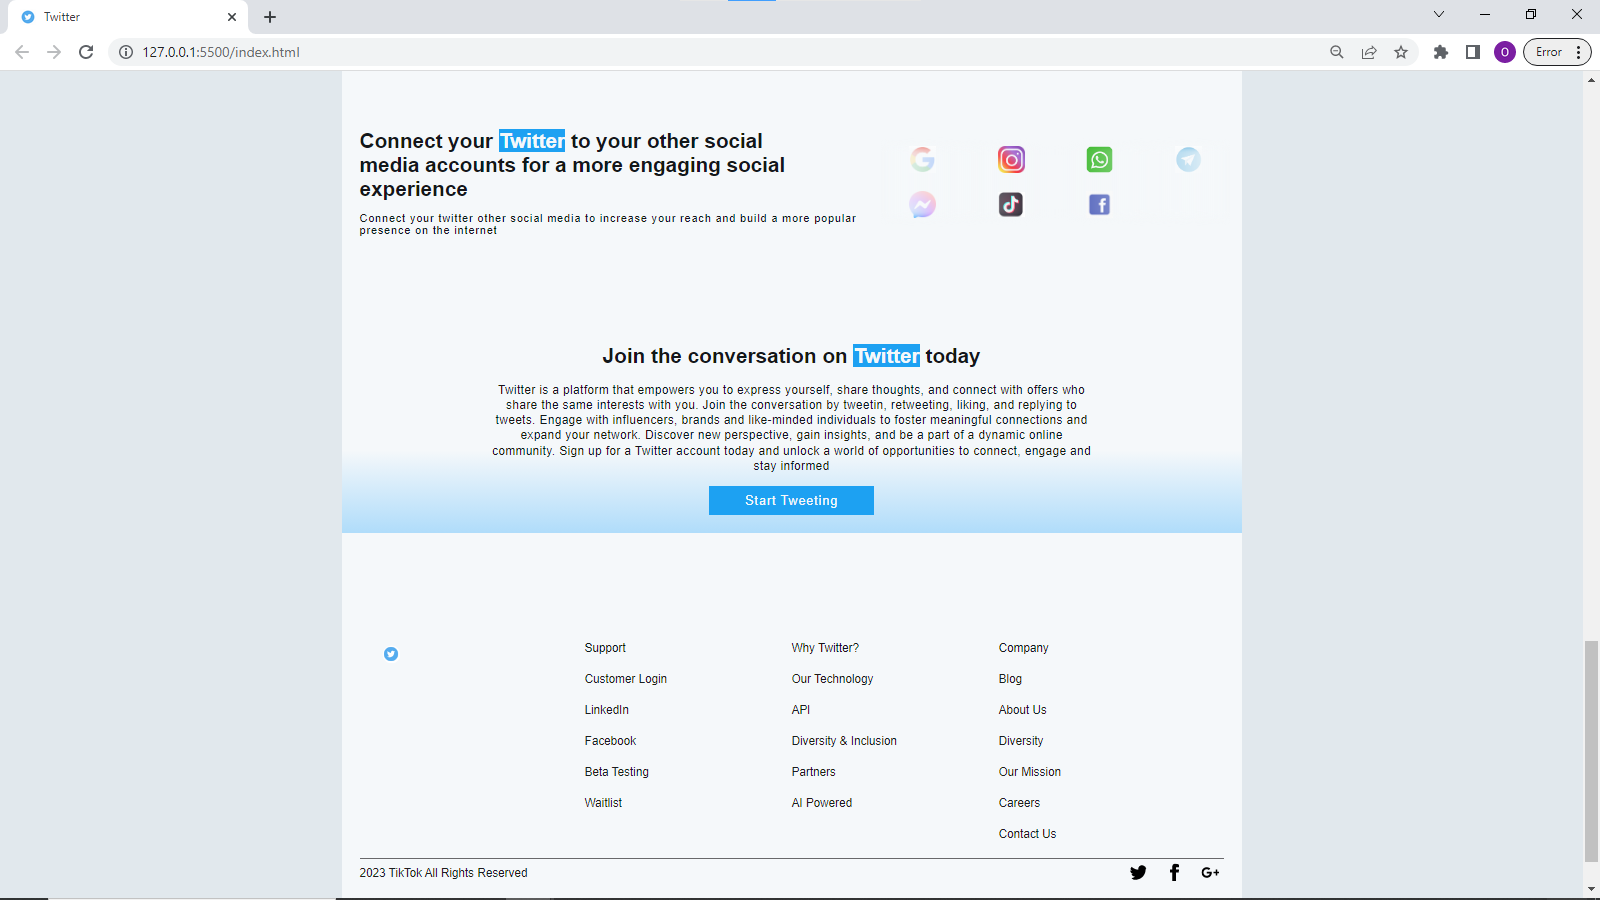 Twitter
127.0.0.1:5500/index.html
O
Error
Connect your Twitter to your other social
media accounts for a more engaging social
experience
Connect your twitter other social media to increase your reach and build a more popular
presence on the internet
Join the conversation on Twitter today
Twitter is a platform that empowers you to express yourself, share thoughts, and connect with offers who
share the same interests with you. Join the conversation by tweetin, retweeting, liking, and replying to
tweets. Engage with influencers, brands and like-minded individuals to foster meaningful connections and
expand your network. Discover new perspective, gain insights, and be a part of a dynamic online
community. Sign up for a Twitter account today and unlock a world of opportunities to connect, engage and
stay informed
Start Tweeting
Support
Customer Login
LinkedIn
Facebook
Beta Testing
Waitlist
Why Twitter?
Our Technology
API
Diversity & Inclusion
Partners
AI Powered
Company
Blog
About Us
Diversity
Our Mission
Careers
Contact Us
2023 TikTok All Rights Reserved
G+